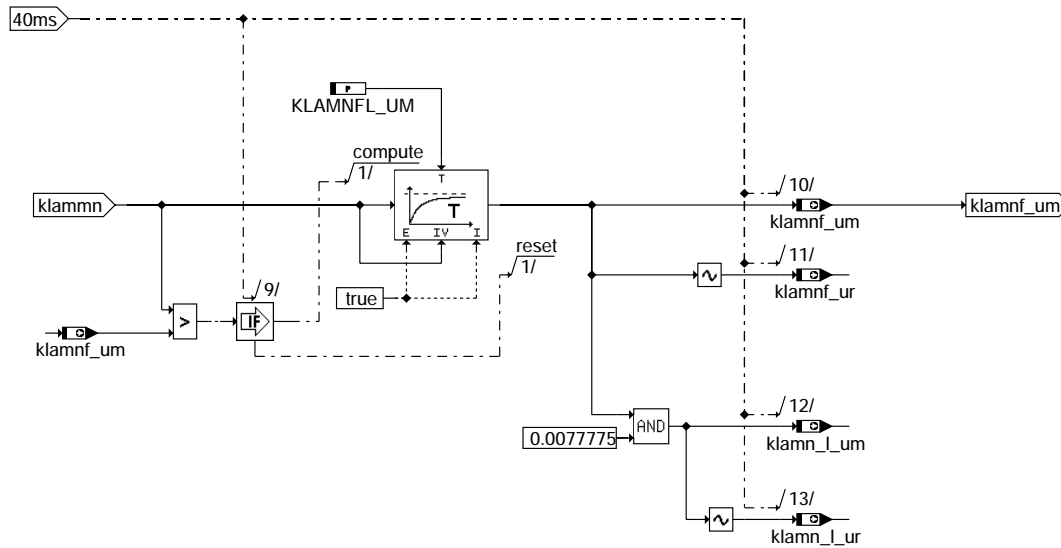 40ms
P
KLAMNFL_UM
compute
1/
T
klammn
T
E IV I
10/
klamnf_um
klamnf_um
reset
1/
11/
klamnf_ur
true
9/
>
IF
klamnf_um
12/
AND
0.0077775
klamn_l_um
13/
klamn_l_ur